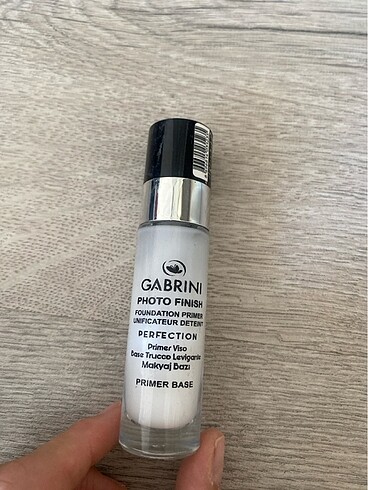 GABRINI
PHOTO FINISH
FOUNDATION PRIMER
UNIFICATEUR DETEINT
PERFECTION
Primer Viso
Base Trucco Levigante
Makyaj Bazı
PRIMER BASE